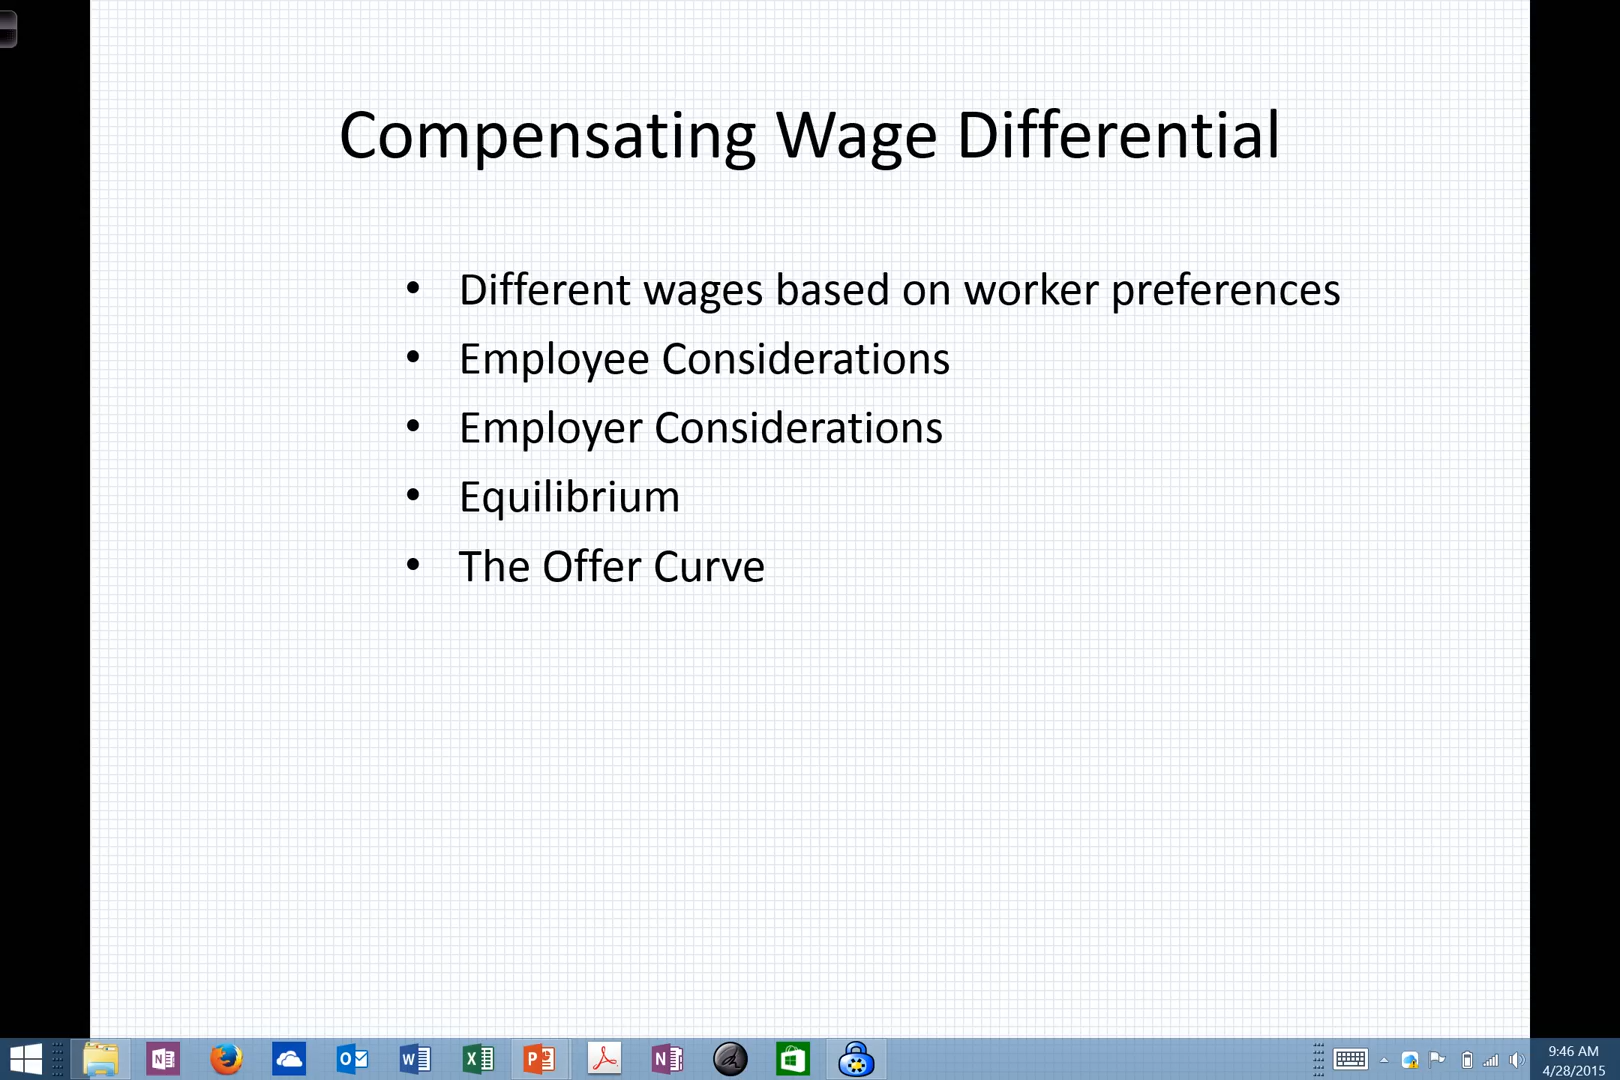 Compensating Wage Differential
• Different wages based on worker preferences
• Employee Considerations
• Employer Considerations
• Equilibrium
• The Offer Curve
9:46 AM
4/28/2015